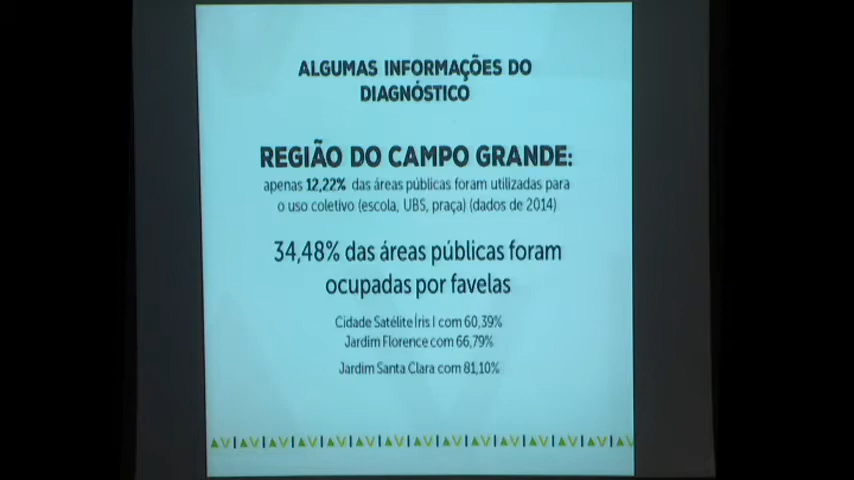 ALGUMAS INFORMAÇÕES DO
DIAGNÓSTICO
REGIÃO DO CAMPO GRANDE:
apenas 12,22% das áreas públicas foram utilizadas para
o uso coletivo (escola, UBS, praça) (dados de 2014)
34,48% das áreas públicas foram
ocupadas por favelas
Cidade Satélite Íris I com 60,39%
Jardim Florence com 66,79%
Jardim Santa Clara com 81,10%